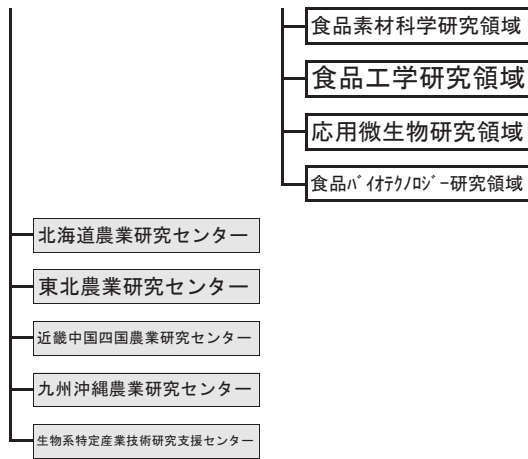 食品素材科学研究領域
食品工学研究領域
応用微生物研究領域
食品ﾊﾞｲｵﾃｸﾉﾛｼﾞｰ研究領域
北海道農業研究センター
東北農業研究センター
近畿中国四国農業研究センター
九州沖縄農業研究センター
生物系特定産業技術研究支援センター